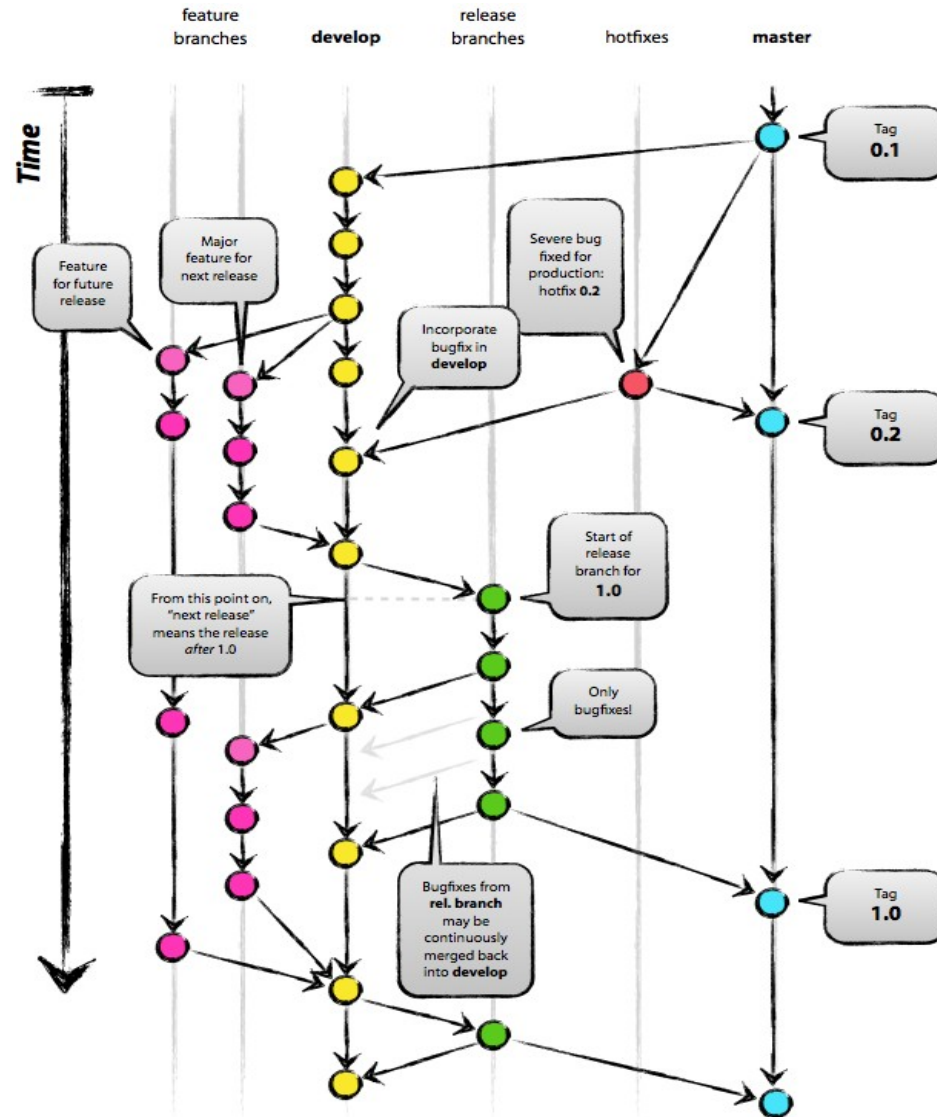 feature
branches
develop
release
branches
hotfixes
master
Time
Tag
0.1
Major
feature for
next release
Severe bug
fixed for
production:
hotfix 0.2
Feature
for future
release
Incorporate
bugfix in
develop
Tag
0.2
Start of
release
branch for
1.0
From this point on,
“next release”
means the release
after 1.0
Only
bugfixes!
Bugfixes from
rel. branch
may be
continuously
merged back
into develop
Tag
1.0